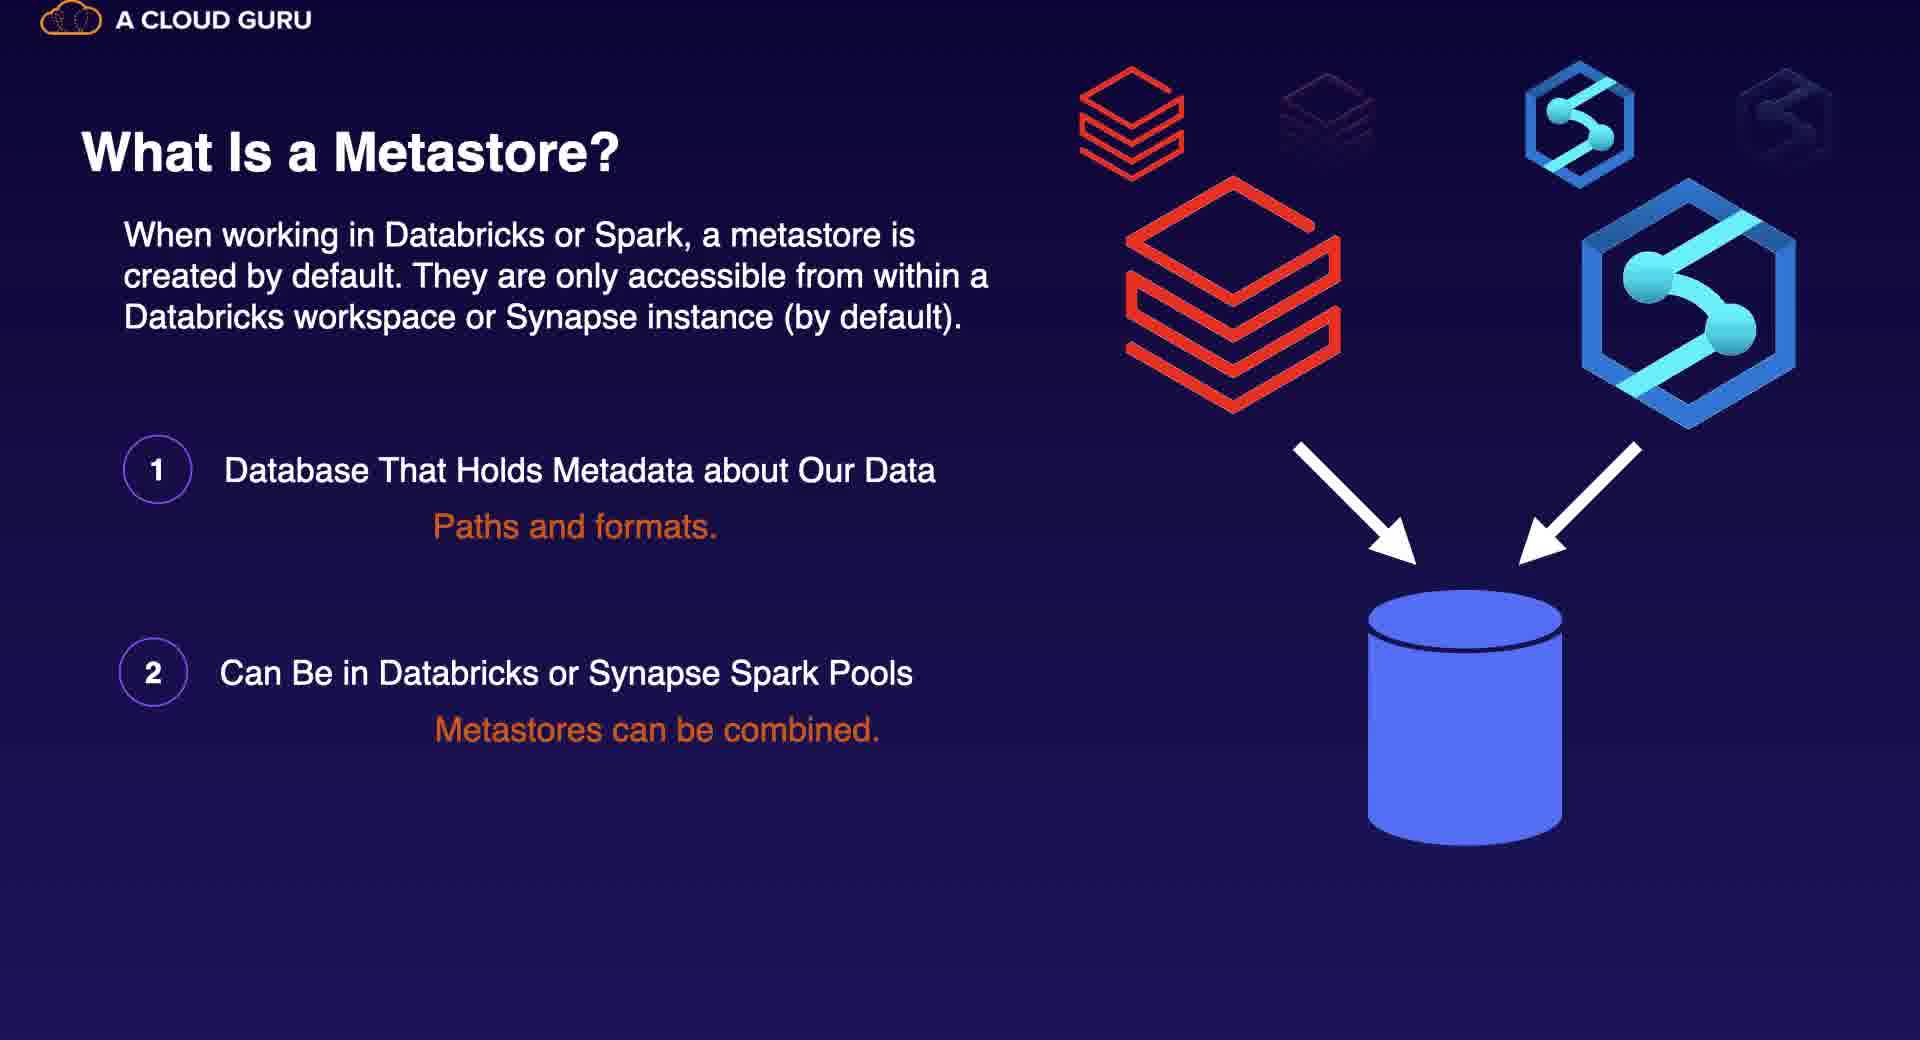 A CLOUD GURU
What Is a Metastore?
When working in Databricks or Spark, a metastore is
created by default. They are only accessible from within a
Databricks workspace or Synapse instance (by default).
1 Database That Holds Metadata about Our Data
Paths and formats.
2 Can Be in Databricks or Synapse Spark Pools
Metastores can be combined.